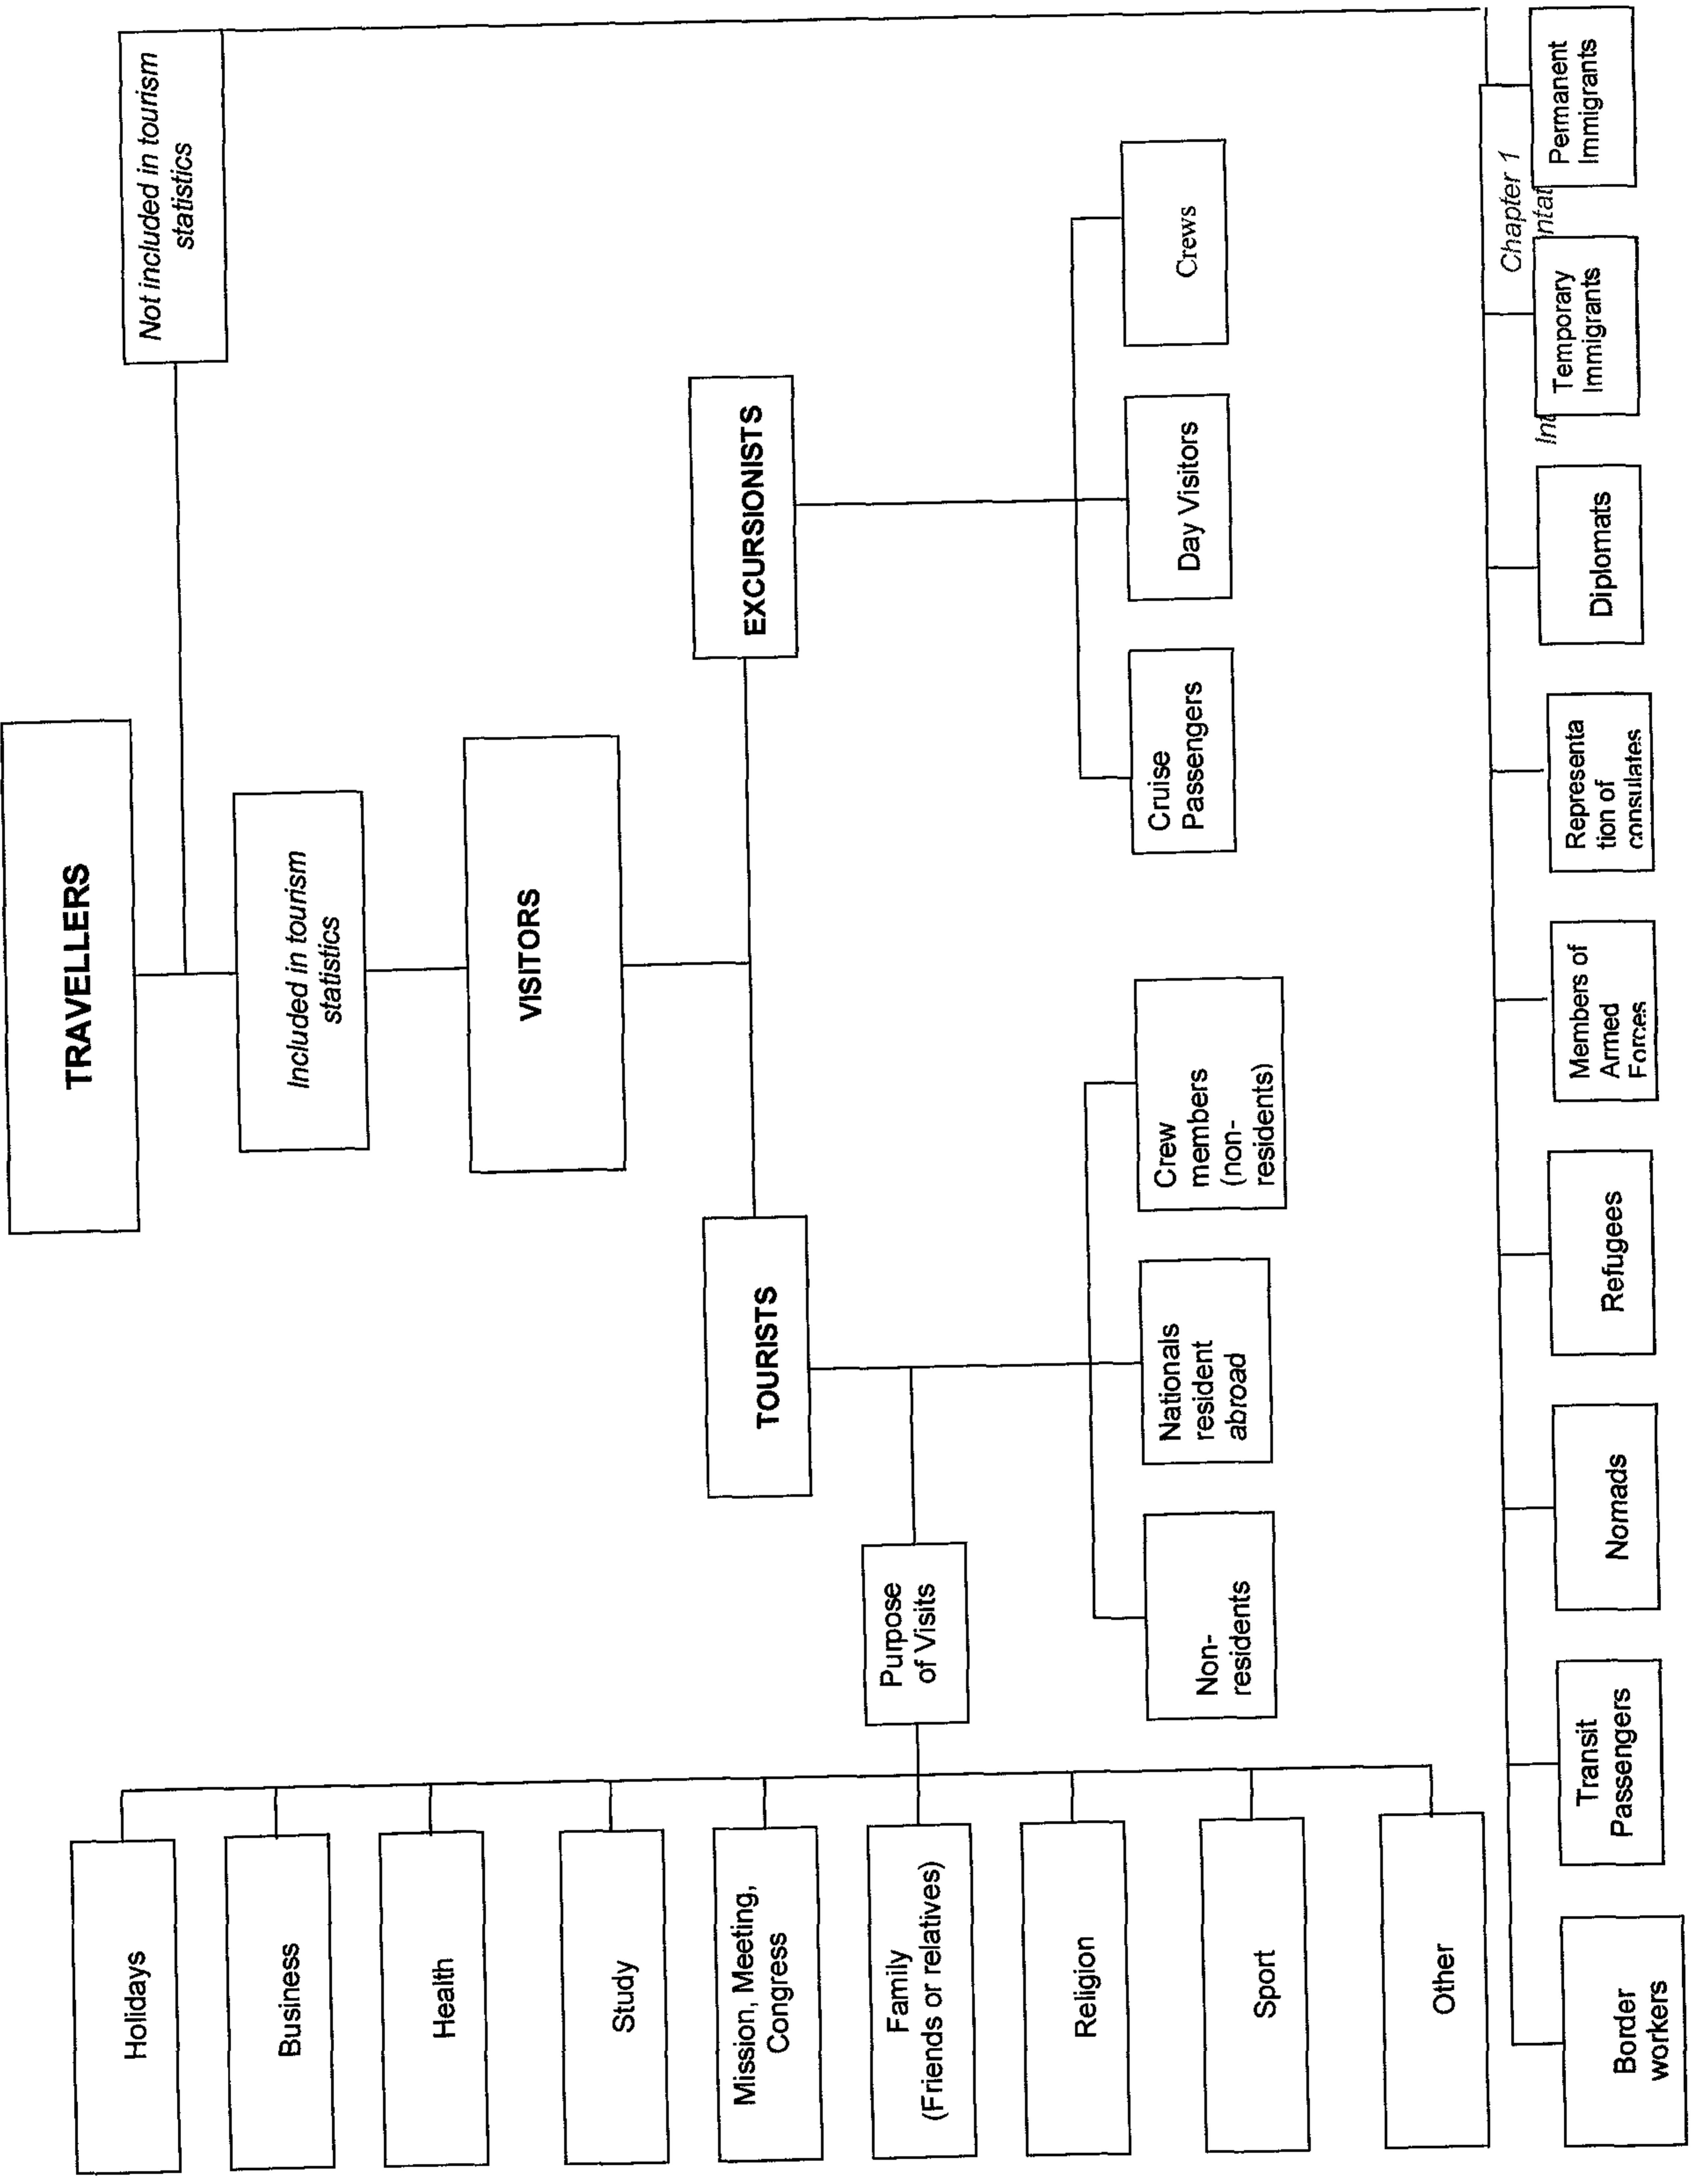 TRAVELLERS
Not included in tourism
statistics
Included in tourism
statistics
VISITORS
TOURISTS
EXCURSIONISTS
Purpose
of Visits
Holidays
Business
Health
Study
Mission, Meeting,
Congress
Family
(Friends or relatives)
Religion
Sport
Other
Non-
residents
Nationals
resident
abroad
Crew
members
(non-
residents)
Cruise
Passengers
Day Visitors
Crews
Chapter 1
Border
workers
Transit
Passengers
Nomads
Refugees
Members of
Armed
Forces
Representa
tion of
consulates
Diplomats
Temporary
Immigrants
Permanent
Immigrants